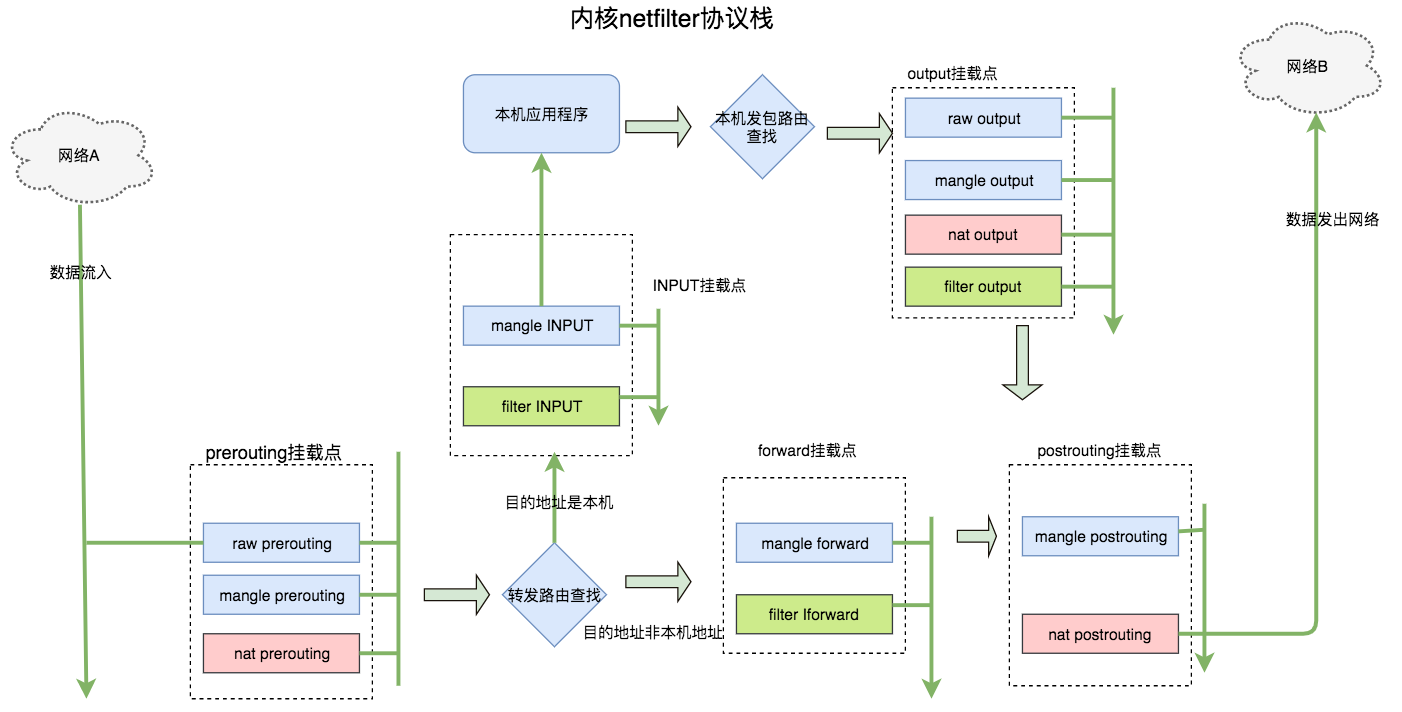 内核netfilter协议栈
网络A
数据流入
prerouting挂载点
raw prerouting
mangle prerouting
nat prerouting
转发路由查找
目的地址是本机
目的地址非本机地址
INPUT挂载点
mangle INPUT
filter INPUT
本机应用程序
本机发包路由
查找
output挂载点
raw output
mangle output
nat output
filter output
forward挂载点
mangle forward
filter Iforward
postrouting挂载点
mangle postrouting
nat postrouting
数据发出网络
网络B